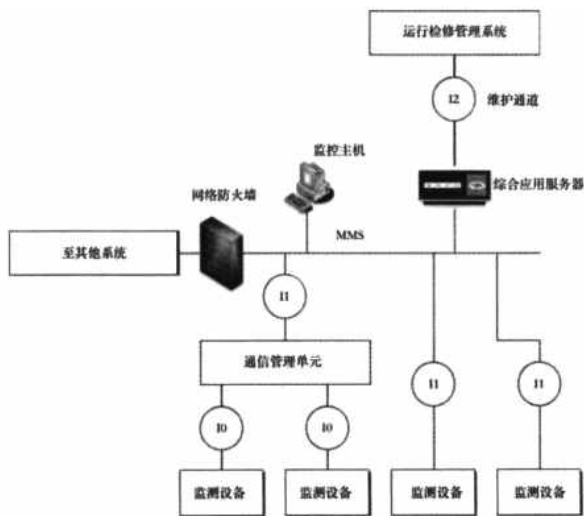 运行检修管理系统
I2
维护通道
监控主机
综合应用服务器
网络防火墙
MMS
至其他系统
I1
通信管理单元
I1
I1
I0
I0
监测设备
监测设备
监测设备
监测设备